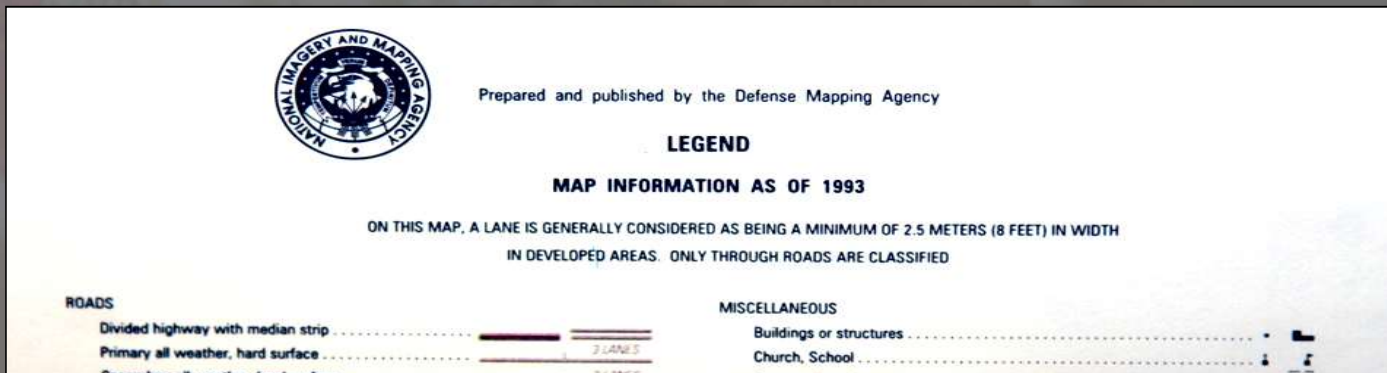 NATIONAL IMAGERY AND MAPPING AGENCY
Prepared and published by the Defense Mapping Agency
LEGEND
MAP INFORMATION AS OF 1993
ON THIS MAP, A LANE IS GENERALLY CONSIDERED AS BEING A MINIMUM OF 2.5 METERS (8 FEET) IN WIDTH
IN DEVELOPED AREAS. ONLY THROUGH ROADS ARE CLASSIFIED
ROADS
Divided highway with median strip
Primary all weather, hard surface 3 LANES
MISCELLANEOUS
Buildings or structures
Church, School